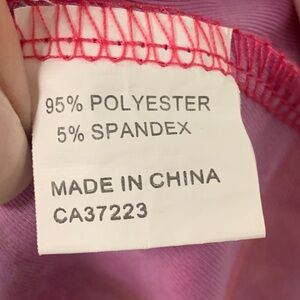 95% POLYESTER
5% SPANDEX
MADE IN CHINA
CA37223